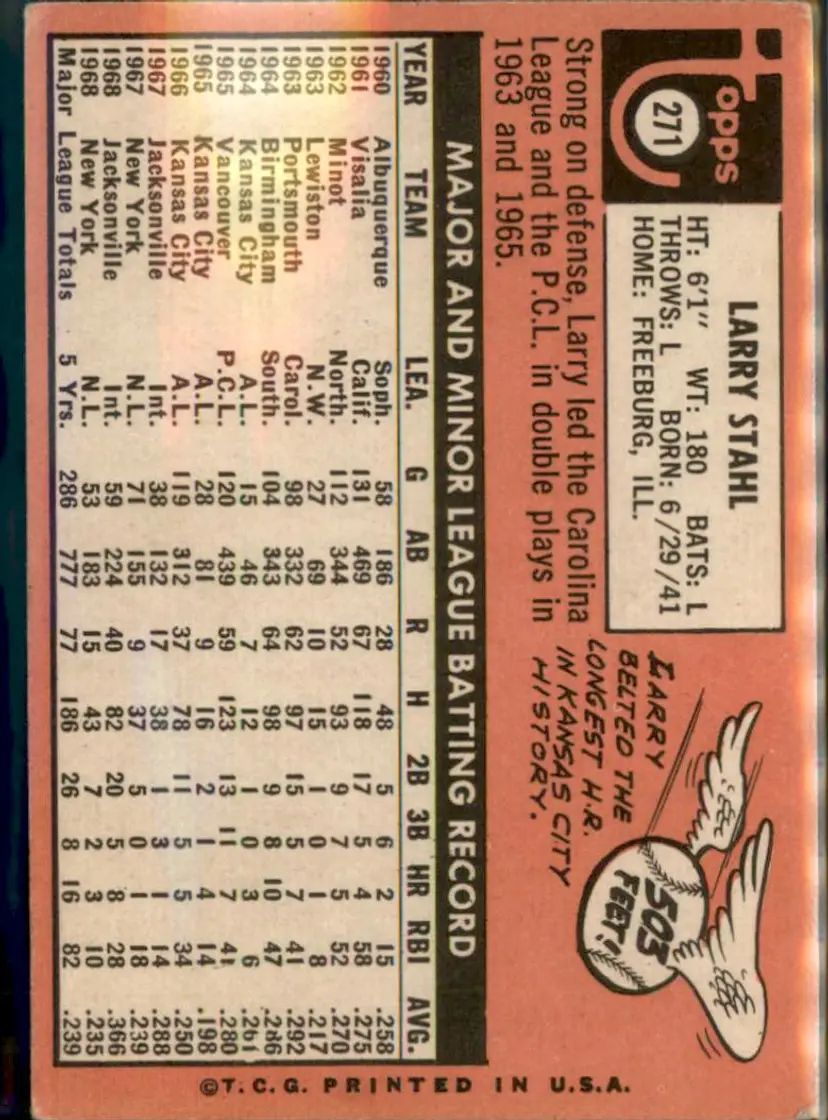 Topps
271
LARRY STAHL
HT: 6'1" WT: 180 BATS: L
THROWS: L BORN: 6/29/41
HOME: FREEBURG, ILL.
LARRY
BELTED THE
LONGEST H.R.
IN KANSAS CITY
HISTORY.
503
FEET!
Strong on defense, Larry led the Carolina
League and the P.C.L. in double plays in
1963 and 1965.
MAJOR AND MINOR LEAGUE BATTING RECORD
YEAR TEAM LEA. G AB R H 2B 3B HR RBI AVG.
1960 Albuquerque Soph. 58 186 28 48 5 6 2 15 .258
1961 Visalia Calif. 131 469 67 118 17 5 4 58 .275
1962 Minot North. 112 344 52 93 9 7 5 52 .270
1963 Lewiston N.W. 27 69 10 15 1 0 1 8 .217
1963 Portsmouth Carol. 98 332 62 97 15 5 7 41 .292
1964 Birmingham South. 104 343 64 98 9 8 10 47 .286
1964 Kansas City A.L. 15 46 7 12 1 0 3 6 .261
1965 Vancouver P.C.L. 120 439 59 123 13 11 7 41 .280
1965 Kansas City A.L. 28 81 9 16 2 1 4 14 .198
1966 Kansas City A.L. 119 312 37 78 11 5 5 34 .250
1967 Jacksonville Int. 38 132 17 38 1 3 1 14 .288
1967 New York N.L. 71 155 9 37 5 0 1 18 .239
1968 Jacksonville Int. 59 224 40 82 20 5 8 28 .366
1968 New York N.L. 53 183 15 43 7 2 3 10 .235
Major League Totals 5 Yrs. 286 777 77 186 26 8 16 82 .239
©T.C.G. PRINTED IN U.S.A.